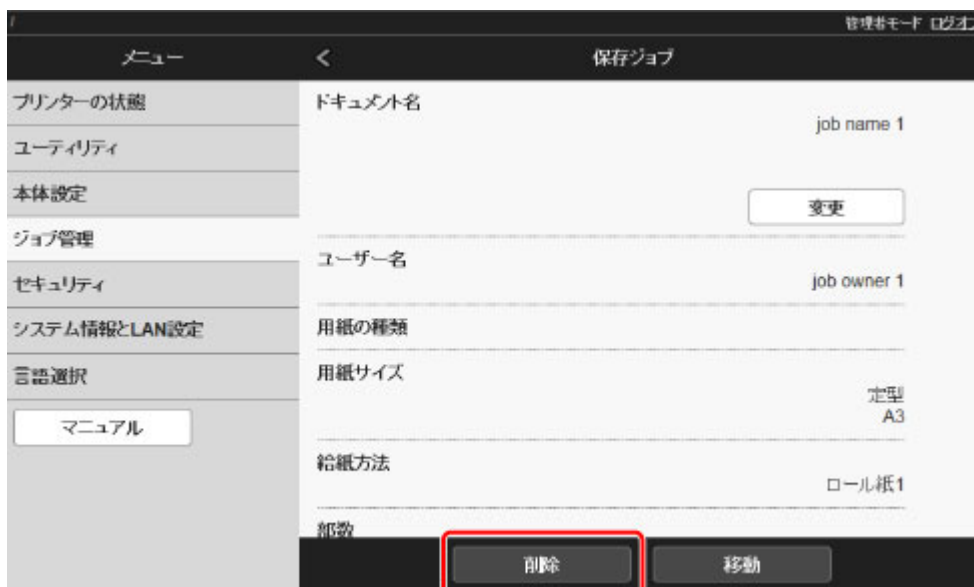 管理者モード ログオフ
メニュー
プリンターの状態
ユーティリティ
本体設定
ジョブ管理
セキュリティ
システム情報とLAN設定
言語選択
マニュアル
保存ジョブ
ドキュメント名
job name 1
変更
ユーザー名
job owner 1
用紙の種類
用紙サイズ
定型
A3
給紙方法
ロール紙1
部数
削除
移動